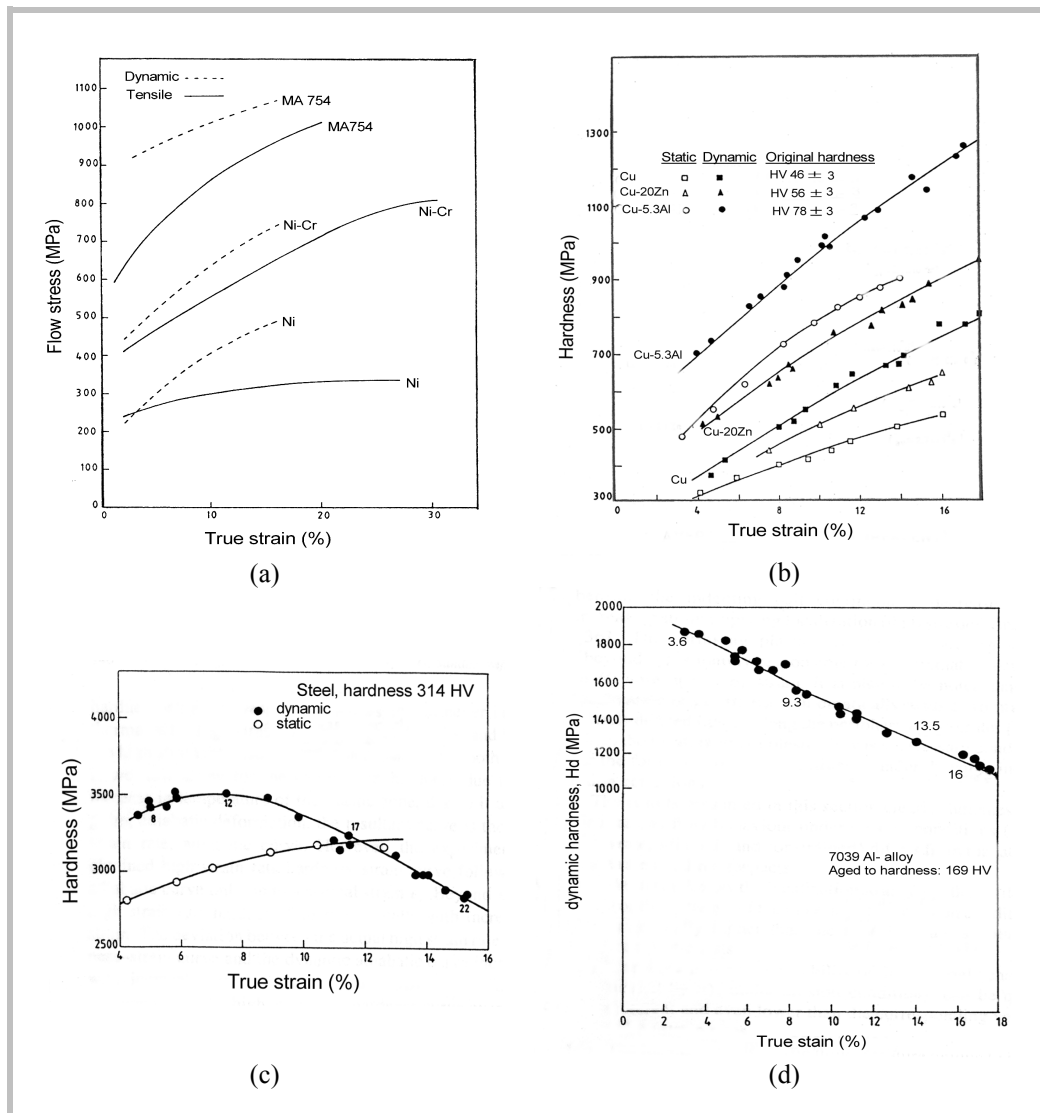 Dynamic
Tensile
1100
1000
900
800
700
600
500
400
300
200
100
0
MA 754
MA754
Ni-Cr
Ni-Cr
Ni
Ni
Flow stress (MPa)
0 10 20 30
True strain (%)
(a)
Static Dynamic Original hardness
Cu HV 46 ± 3
Cu-20Zn HV 56 ± 3
Cu-5.3Al HV 78 ± 3
1300
1100
900
700
500
300
Cu-5.3Al
Cu-20Zn
Cu
Hardness (MPa)
0 4 8 12 16
True strain (%)
(b)
Steel, hardness 314 HV
dynamic
static
4000
3500
3000
2500
8
12
17
22
Hardness (MPa)
4 6 8 10 12 14 16
True strain (%)
(c)
2000
1800
1600
1400
1200
1000
3.6
9.3
13.5
16
7039 Al- alloy
Aged to hardness: 169 HV
dynamic hardness, Hd (MPa)
0 2 4 6 8 10 12 14 16 18
True stain (%)
(d)